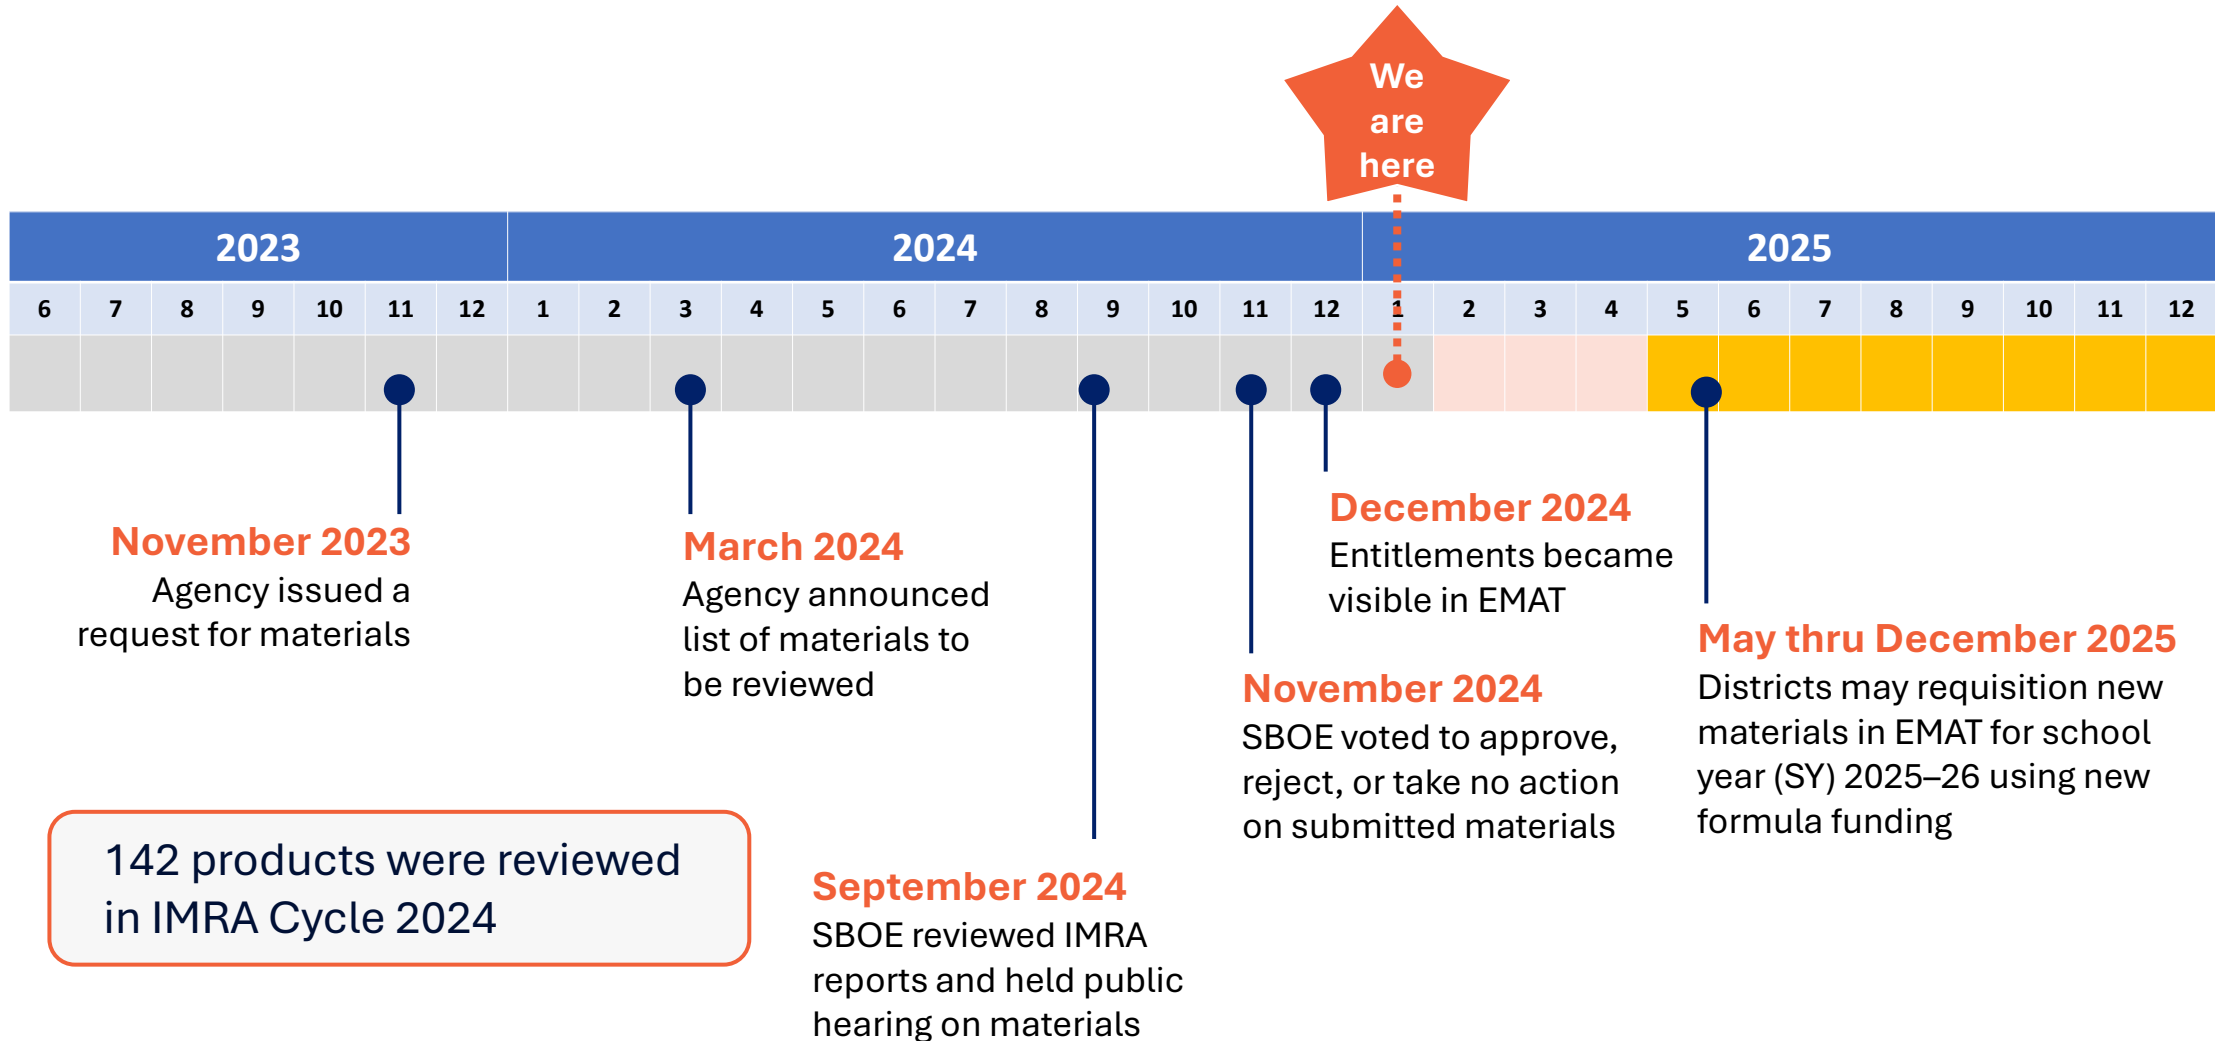 We
are
here
2023 2024 2025
6 7 8 9 10 11 12 1 2 3 4 5 6 7 8 9 10 11 12 1 2 3 4 5 6 7 8 9 10 11 12
November 2023
Agency issued a
request for materials
March 2024
Agency announced
list of materials to
be reviewed
September 2024
SBOE reviewed IMRA
reports and held public
hearing on materials
November 2024
SBOE voted to approve,
reject, or take no action
on submitted materials
December 2024
Entitlements became
visible in EMAT
May thru December 2025
Districts may requisition new
materials in EMAT for school
year (SY) 2025–26 using new
formula funding
142 products were reviewed
in IMRA Cycle 2024